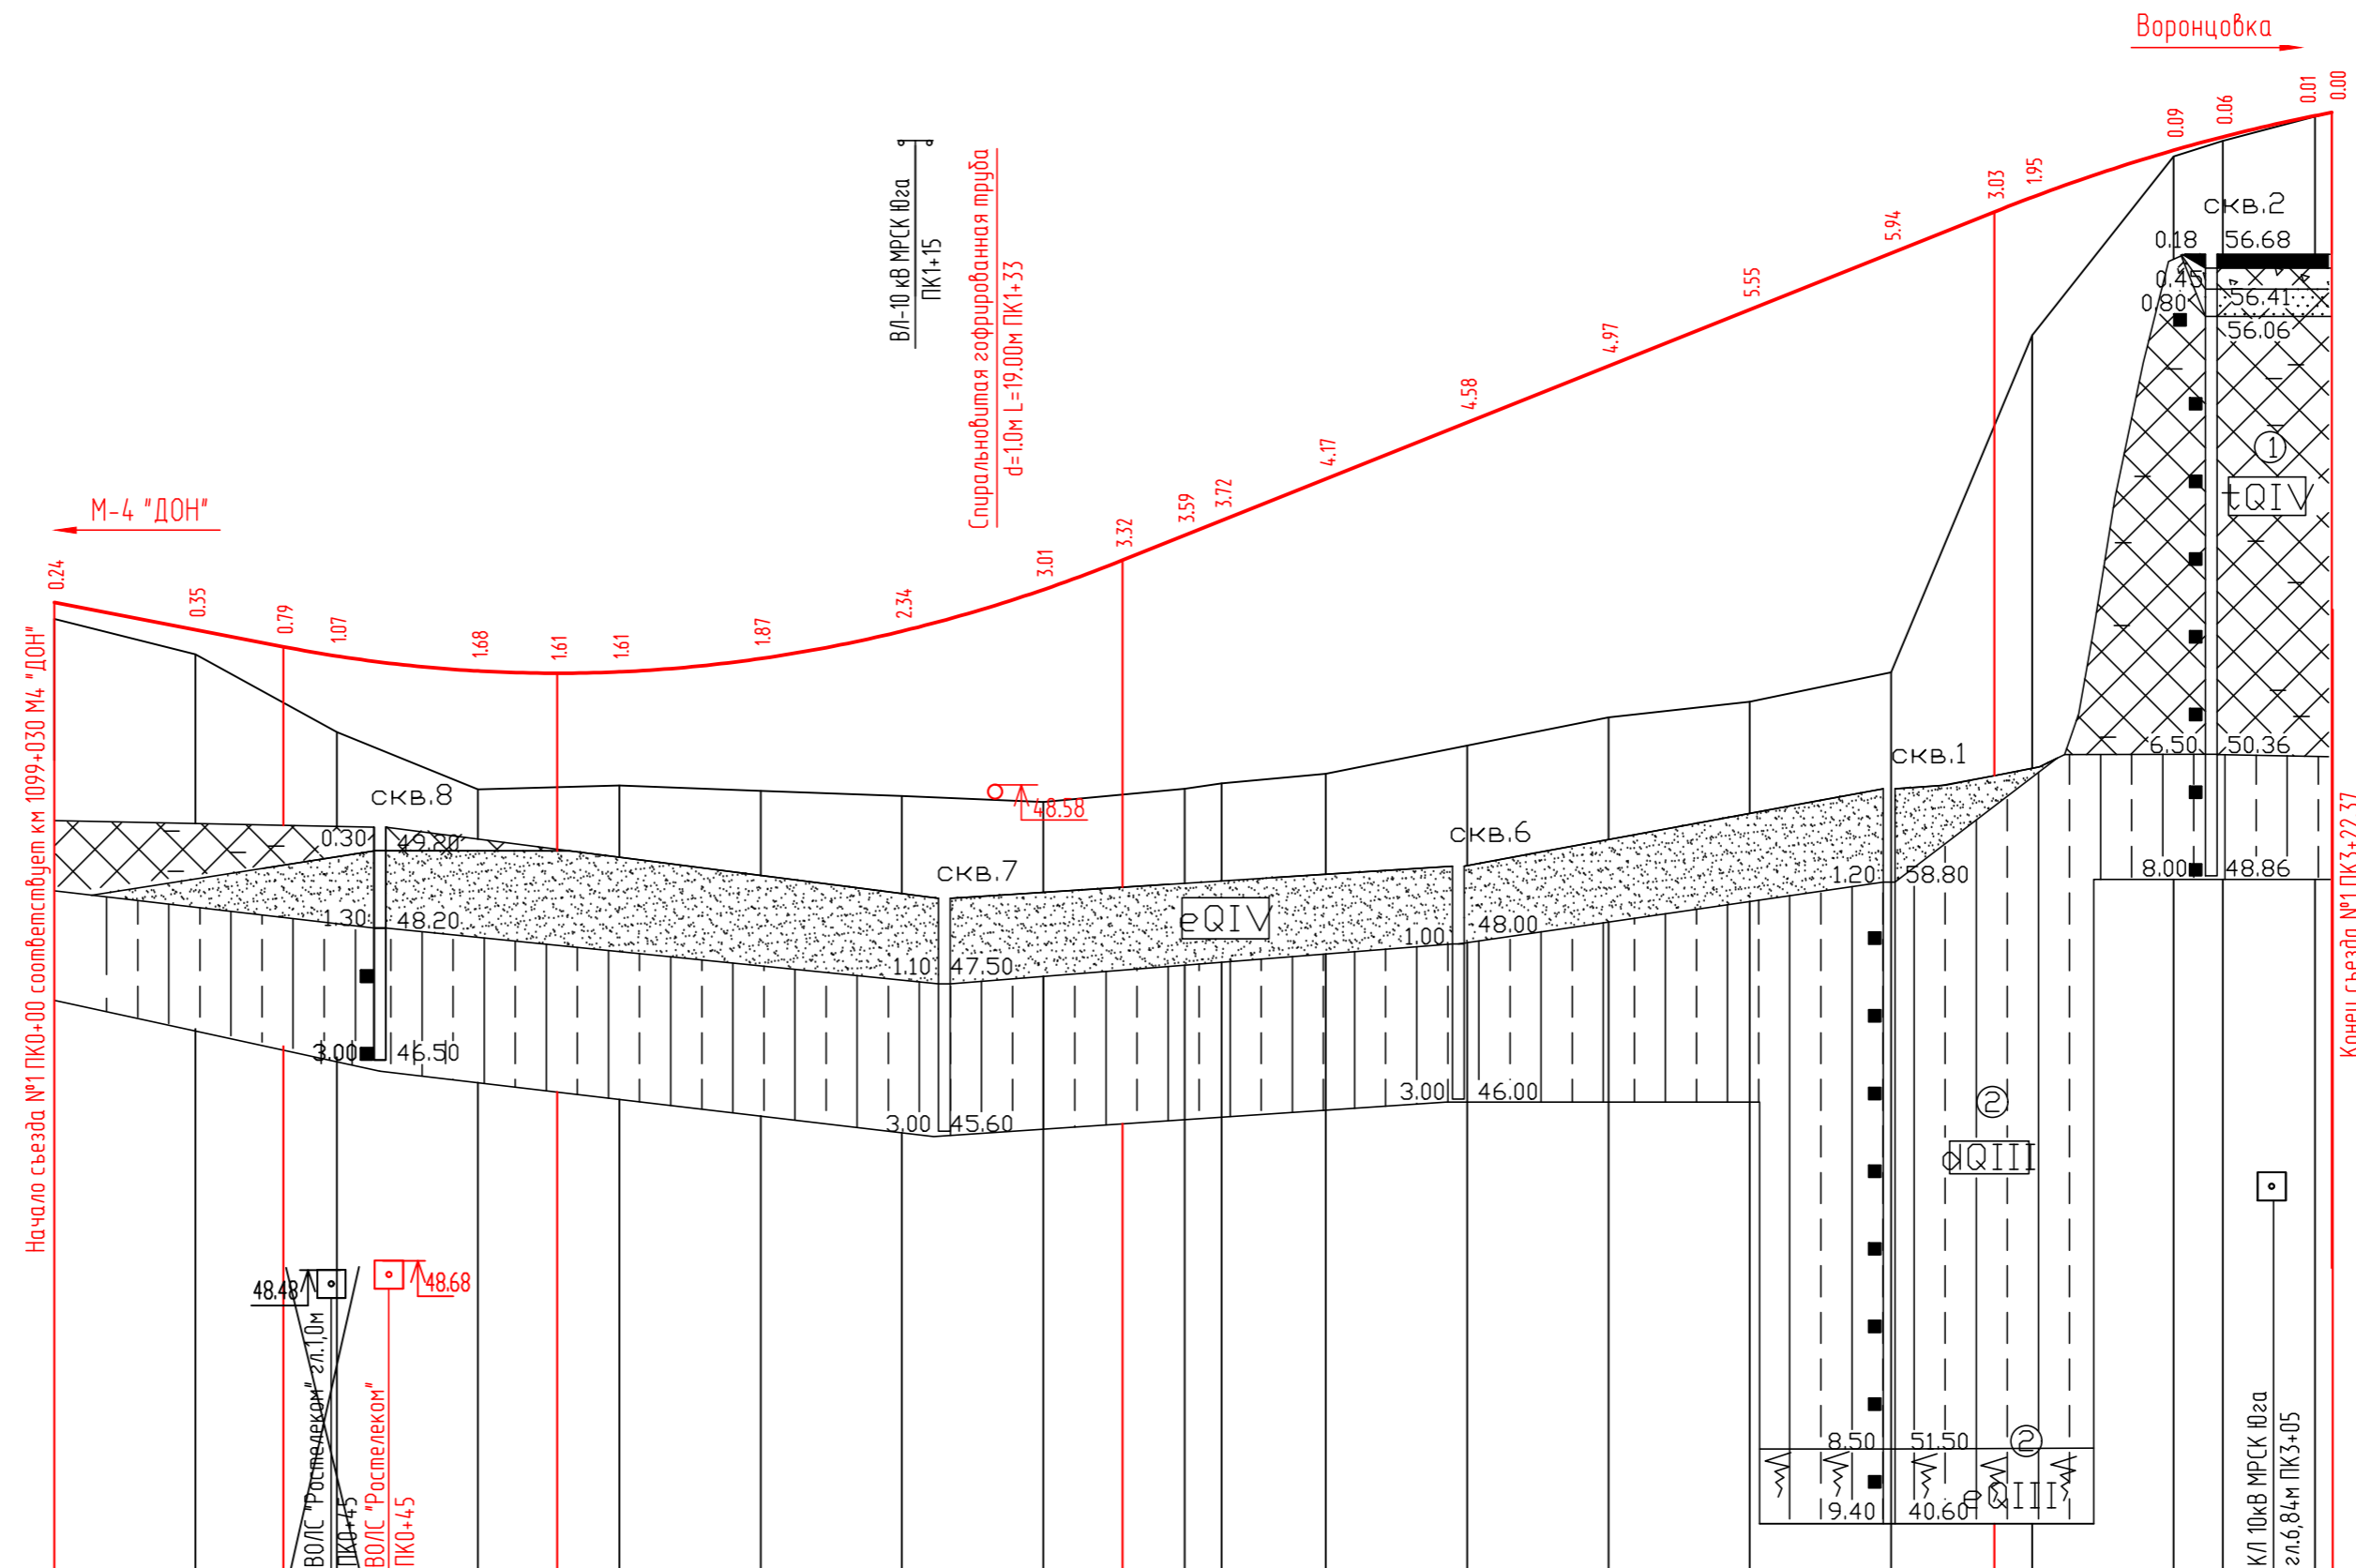 Воронцовка
М-4 "ДОН"
ВЛ-10 кВ МРСК Юга
ПК1+15
Спиральновитая гофрированная труба
d=1.0м L=19.00м ПК1+33
0.24
0.35
0.79
1.07
1.68
1.61
1.61
1.87
2.34
3.01
3.32
3.59
3.72
4.17
4.58
4.97
5.55
5.94
3.03
1.95
0.09
0.06
0.01
0.00
скв.2
0.18 56.68
0.45 56.41
0.80 56.06
1
tQIV
6.50 50.36
8.00 48.86
скв.1
1.20 58.80
2
dQIII
8.50 51.50
2
eQIII
9.40 40.60
скв.6
1.00 48.00
3.00 46.00
скв.7
1.10 47.50
3.00 45.60
eQIV
48.58
скв.8
0.30 49.20
1.30 48.20
3.00 46.50
Начало съезда №1 ПК0+00 соответствует км 1099+030 М4 "ДОН"
Конец съезда №1 ПК3+22.37
48.48
48.68
ВОЛС "Ростелеком" гл.1,0м
ПК0+45
ВОЛС "Ростелеком"
ПК0+45
КЛ 10кВ МРСК Юга
гл.6,84м ПК3+05